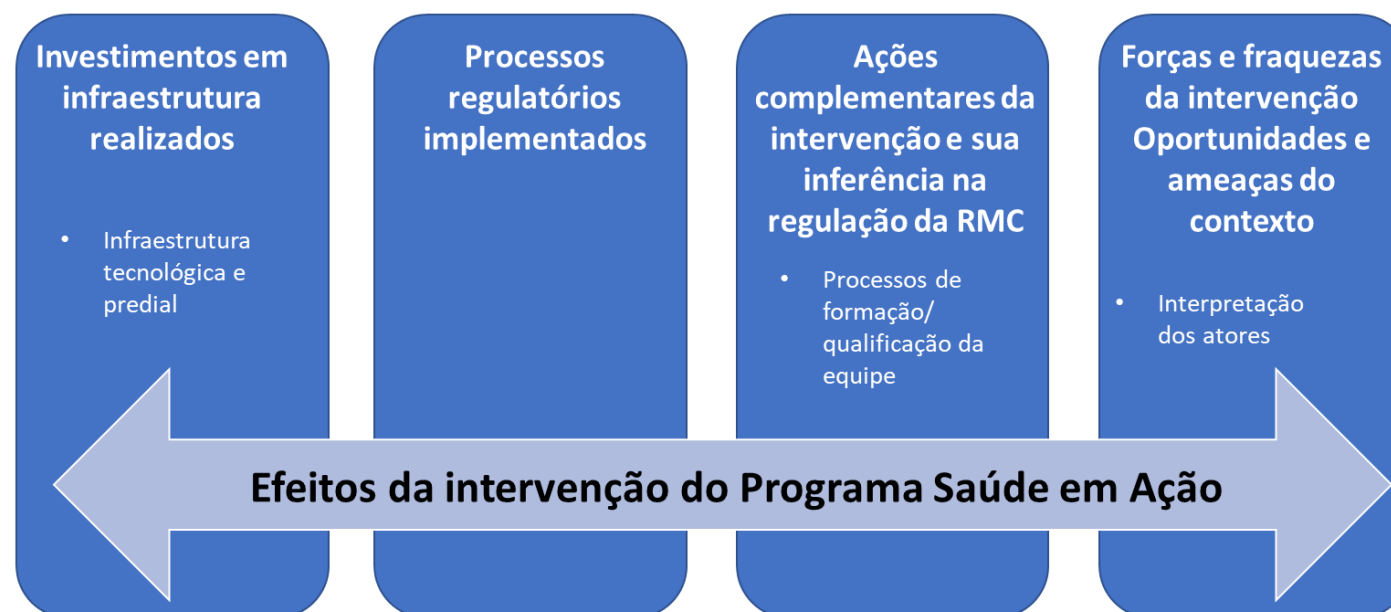 Investimentos em
infraestrutura
realizados
• Infraestrutura
tecnológica e
predial
Processos
regulatórios
implementados
Ações
complementares da
intervenção e sua
inferência na
regulação da RMC
• Processos de
formação/
qualificação da
equipe
Forças e fraquezas
da intervenção
Oportunidades e
ameaças do
contexto
• Interpretação
dos atores
Efeitos da intervenção do Programa Saúde em Ação